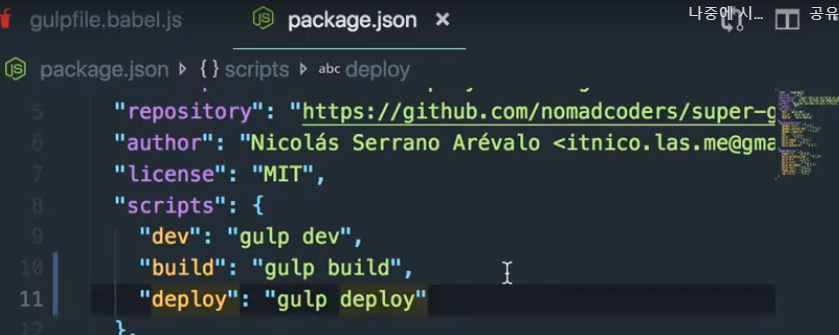 gulpfile.babel.js
package.json ×
나중에 시...
공유
package.json {} scripts abc deploy
5 "repository": "https://github.com/nomadcoders/super-g
6 "author": "Nicolás Serrano Arévalo <itnico.las.me@gma
7 "license": "MIT",
8 "scripts": {
9 "dev": "gulp dev",
10 "build": "gulp build",
11 "deploy": "gulp deploy"
12 },